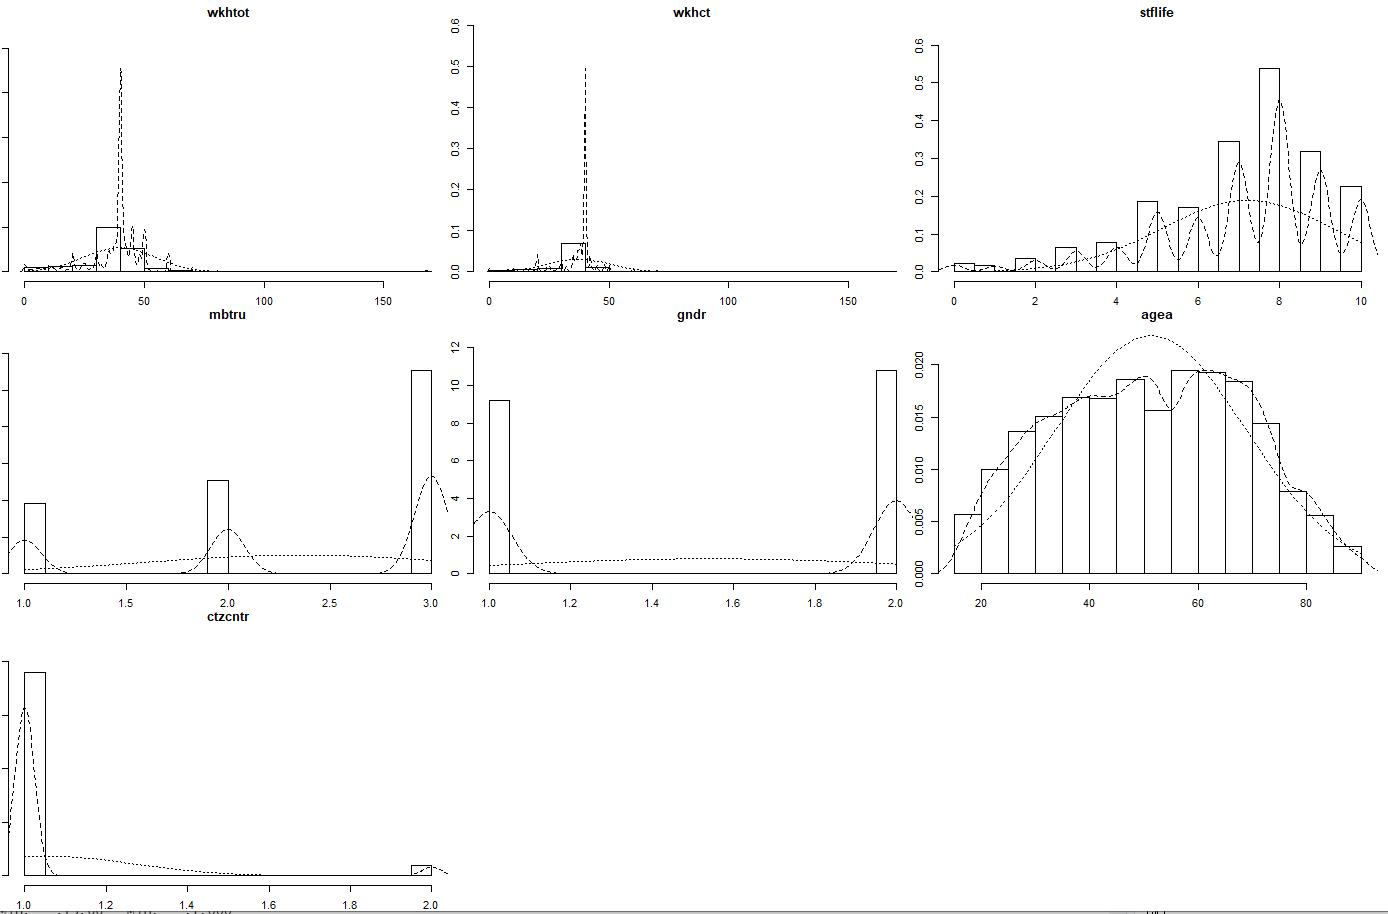 wkhtot
wkhct
stflife
0 50 100 150
0.0 0.1 0.2 0.3 0.4 0.5 0.6
0 50 100 150
0.0 0.1 0.2 0.3 0.4 0.5 0.6
0 2 4 6 8 10
mbtru
gndr
agea
1.0 1.5 2.0 2.5 3.0
0 2 4 6 8 10 12
1.0 1.2 1.4 1.6 1.8 2.0
0.000 0.005 0.010 0.015 0.020
20 40 60 80
ctzcntr
1.0 1.2 1.4 1.6 1.8 2.0